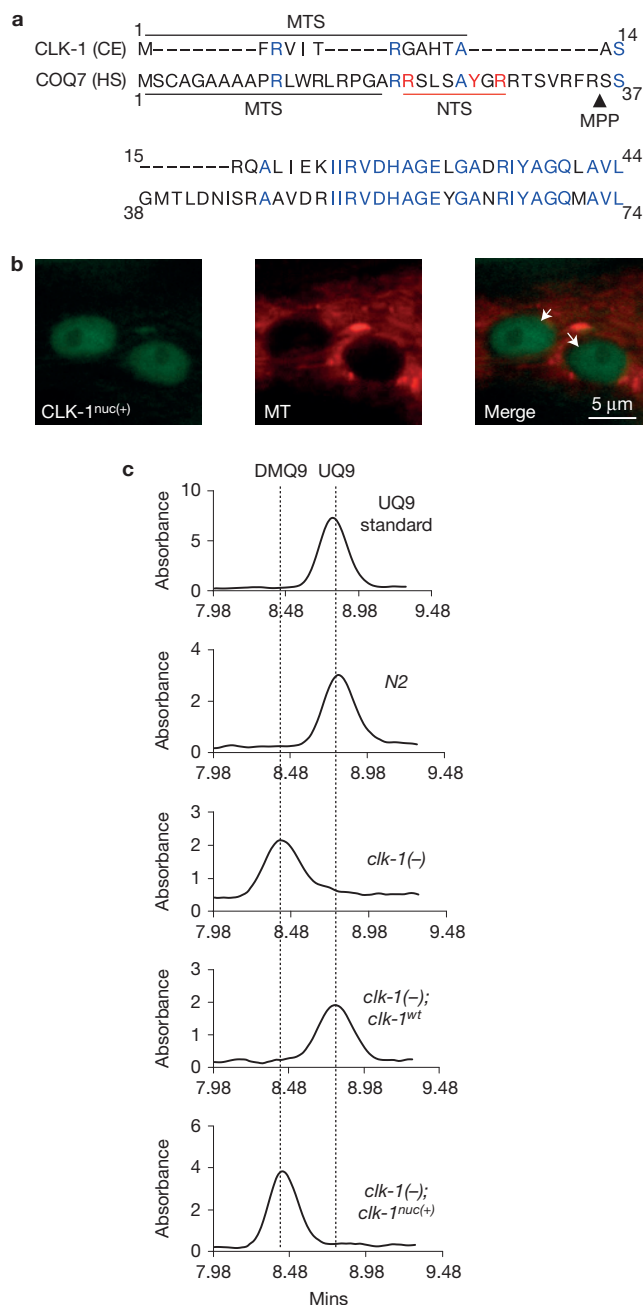 a
MTS
1
14
CLK-1 (CE) M-----------FRVIT-------RGAHTA-------------AS
COQ7 (HS) MSCAGAAAAPRLWRLRPGARRSLSAYGRRTSVRFRSS
1
MTS
NTS
37
MPP
15
44
--------RQALIEKIIRVDHAGELGADRIYAGQLAVL
GMTLDNISRAAVDRIIRVDHAGEYGANRIYAGQMAVL
38
74
b
CLK-1nuc(+)
MT
Merge
5 μm
c
DMQ9 UQ9
Absorbance
10
5
0
UQ9
standard
7.98 8.48 8.98 9.48
Absorbance
4
2
0
N2
7.98 8.48 8.98 9.48
Absorbance
3
2
1
0
clk-1(–)
7.98 8.48 8.98 9.48
Absorbance
3
2
1
0
clk-1(–);
clk-1wt
7.98 8.48 8.98 9.48
Absorbance
6
4
2
0
clk-1(–);
clk-1nuc(+)
7.98 8.48 8.98 9.48
Mins